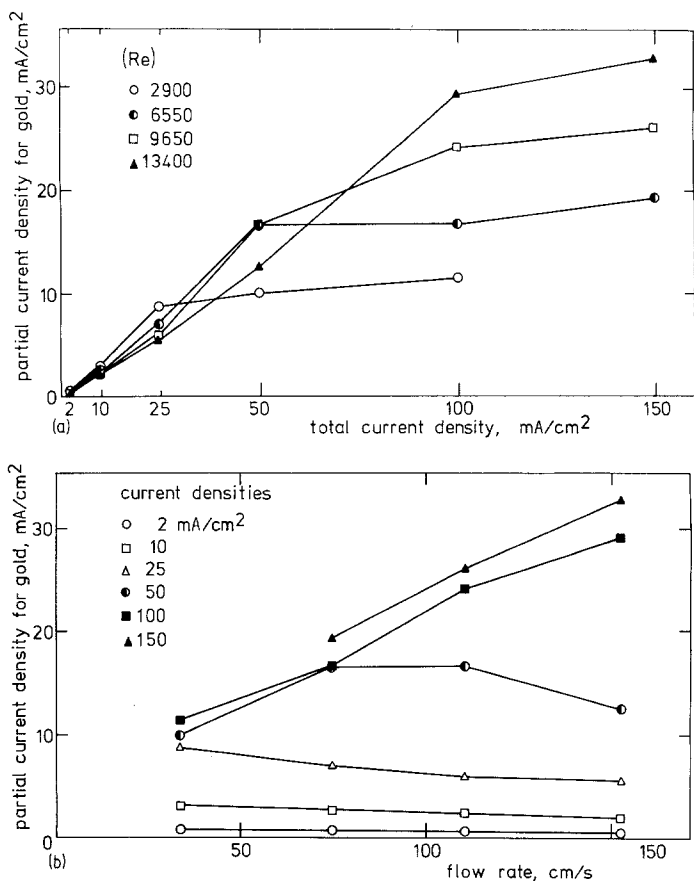 partial current density for gold, mA/cm²
30
20
10
0
(Re)
2900
6550
9650
13400
2 10 25 50 100 150
(a) total current density, mA/cm²
partial current density for gold, mA/cm²
30
20
10
0
current densities
2 mA/cm²
10
25
50
100
150
50 100 150
(b) flow rate, cm/s